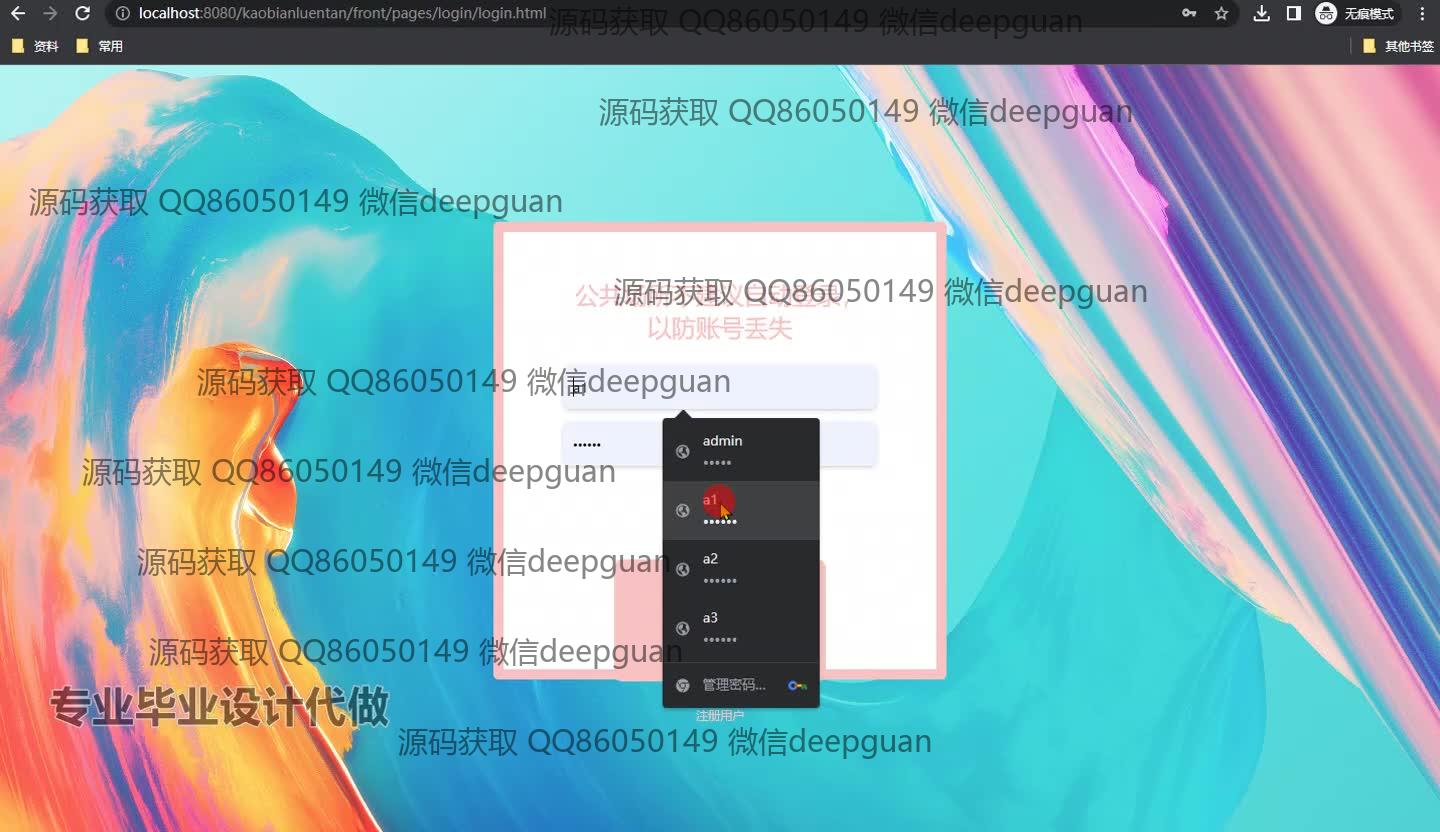 localhost:8080/kaobianluentan/front/pages/login/login.html
无痕模式
源码获取 QQ86050149 微信deepguan
资料
常用
其他书签
源码获取 QQ86050149 微信deepguan
源码获取 QQ86050149 微信deepguan
源码获取 QQ86050149 微信deepguan
公共
以防账号丢失
源码获取 QQ86050149 微信deepguan
admin
•••••
••••••
源码获取 QQ86050149 微信deepguan
a1
••••••
a2
••••••
源码获取 QQ86050149 微信deepguan
a3
••••••
源码获取 QQ86050149 微信deepguan
管理密码...
专业毕业设计代做
注册用户
源码获取 QQ86050149 微信deepguan